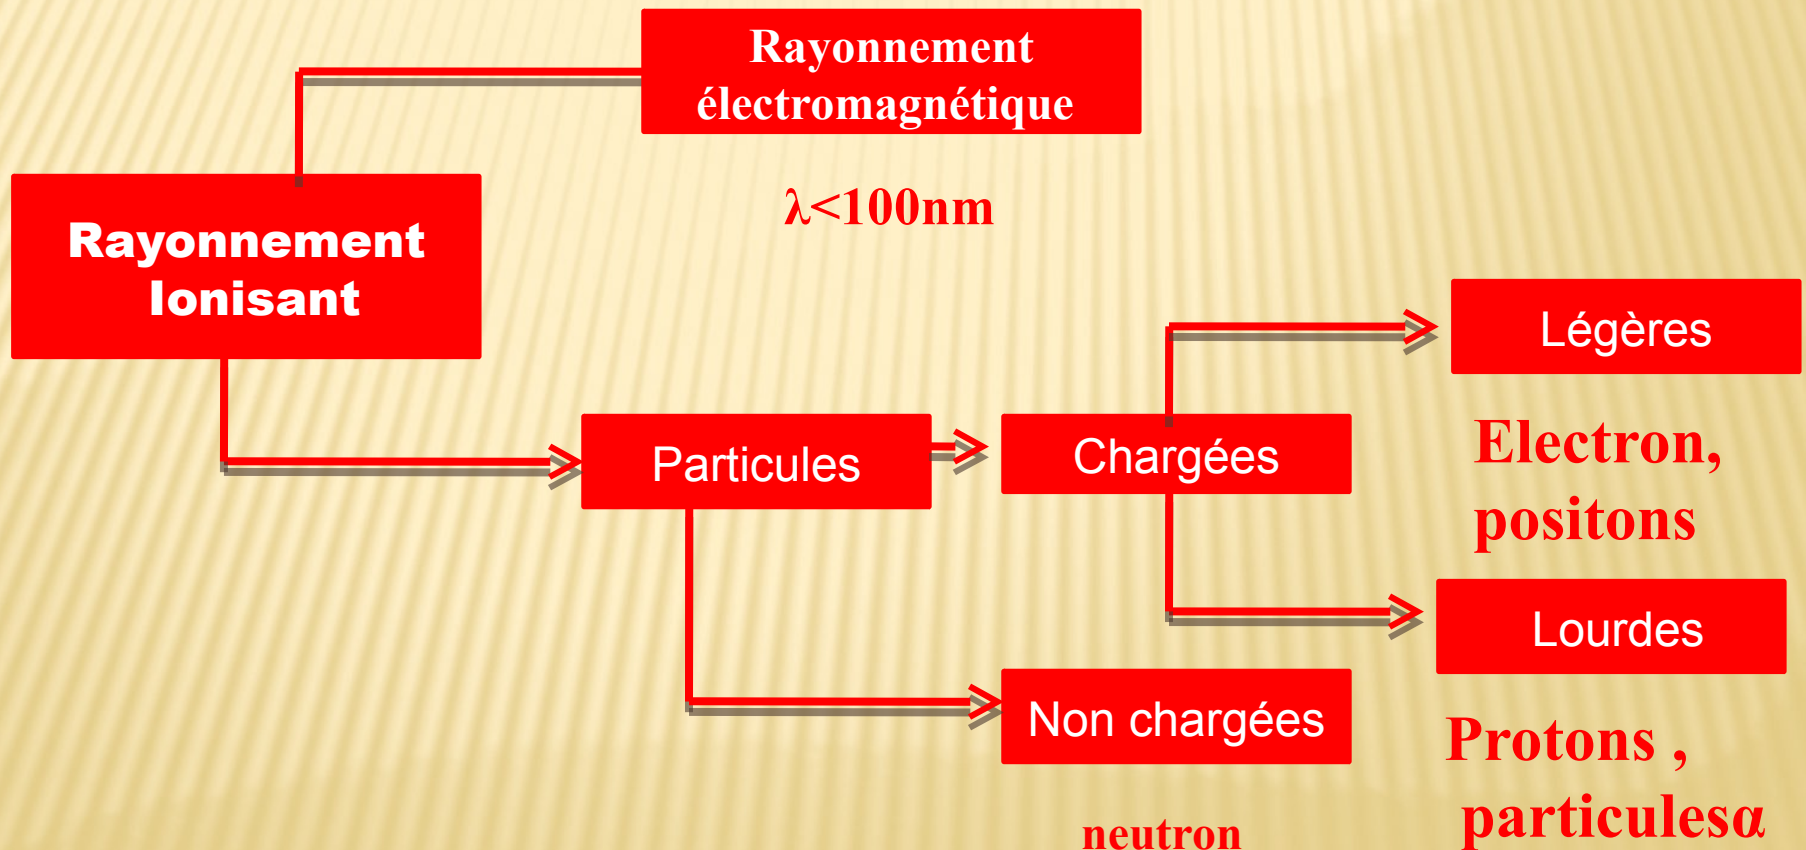 Rayonnement
électromagnétique
λ<100nm
Rayonnement
Ionisant
Légères
Electron,
positons
Particules
Chargées
Lourdes
Protons ,
particulesα
Non chargées
neutron